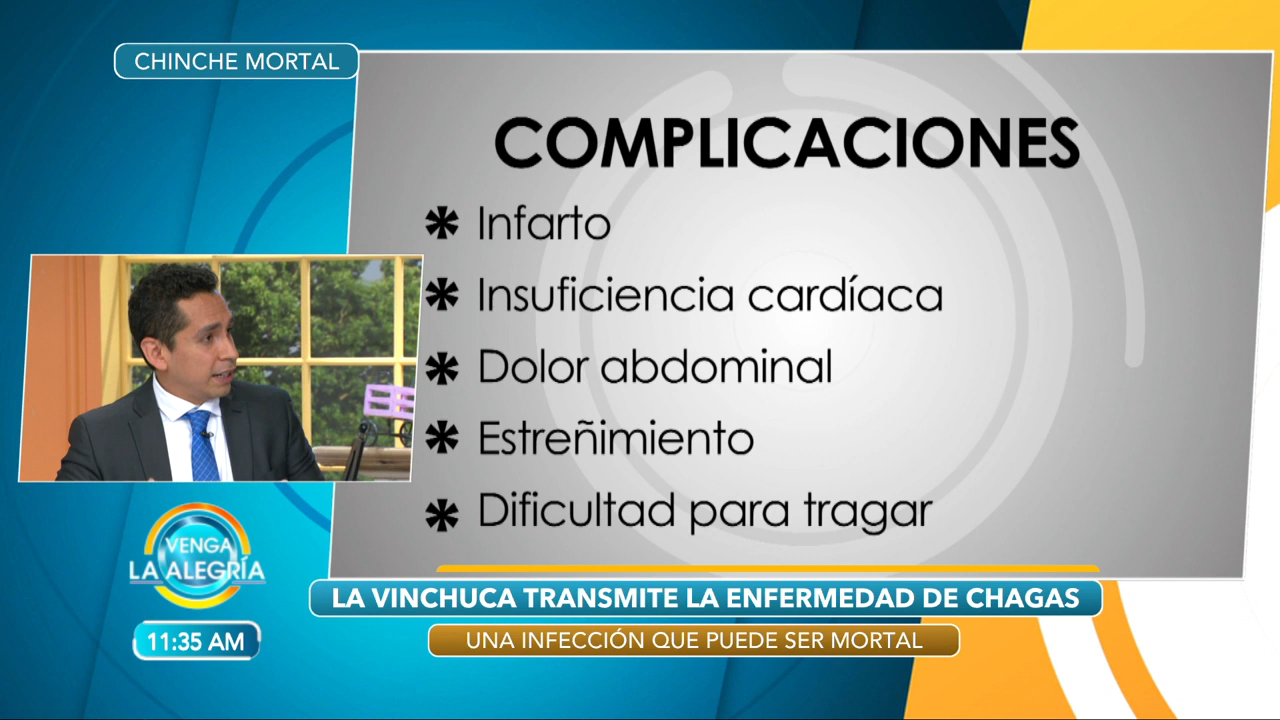 CHINCHE MORTAL
COMPLICACIONES
* Infarto
* Insuficiencia cardíaca
* Dolor abdominal
* Estreñimiento
* Dificultad para tragar
VENGA
LA ALEGRÍA
LA VINCHUCA TRANSMITE LA ENFERMEDAD DE CHAGAS
11:35 AM
UNA INFECCIÓN QUE PUEDE SER MORTAL